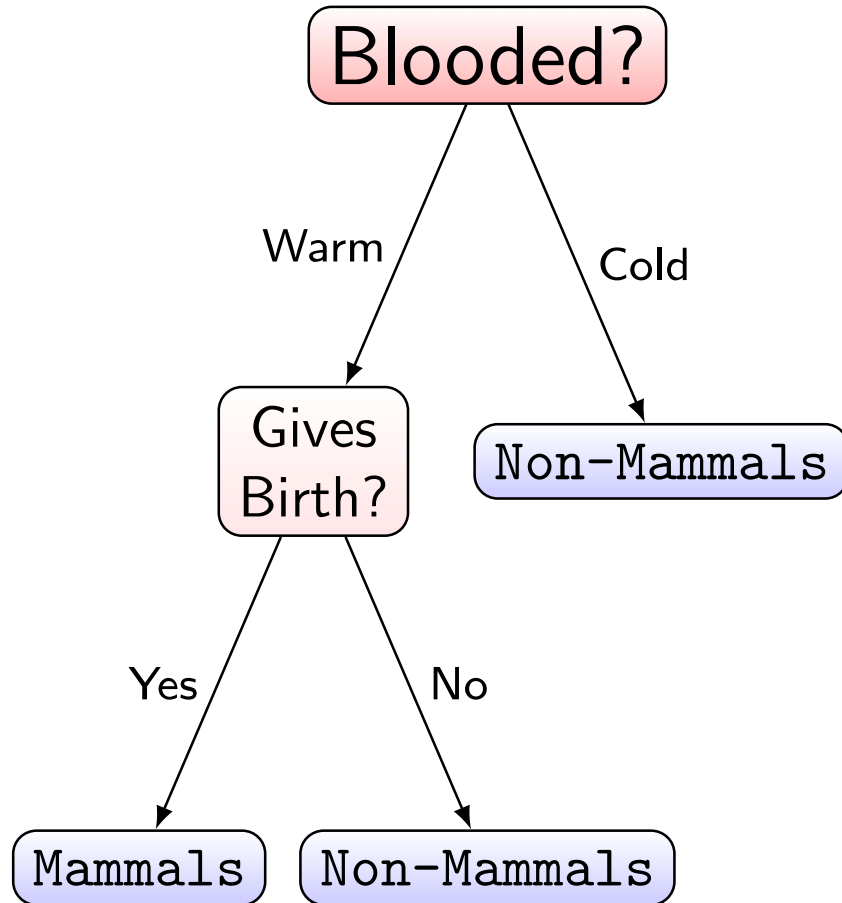 Blooded?
Warm
Cold
Gives
Birth?
Non-Mammals
Yes
No
Mammals
Non-Mammals